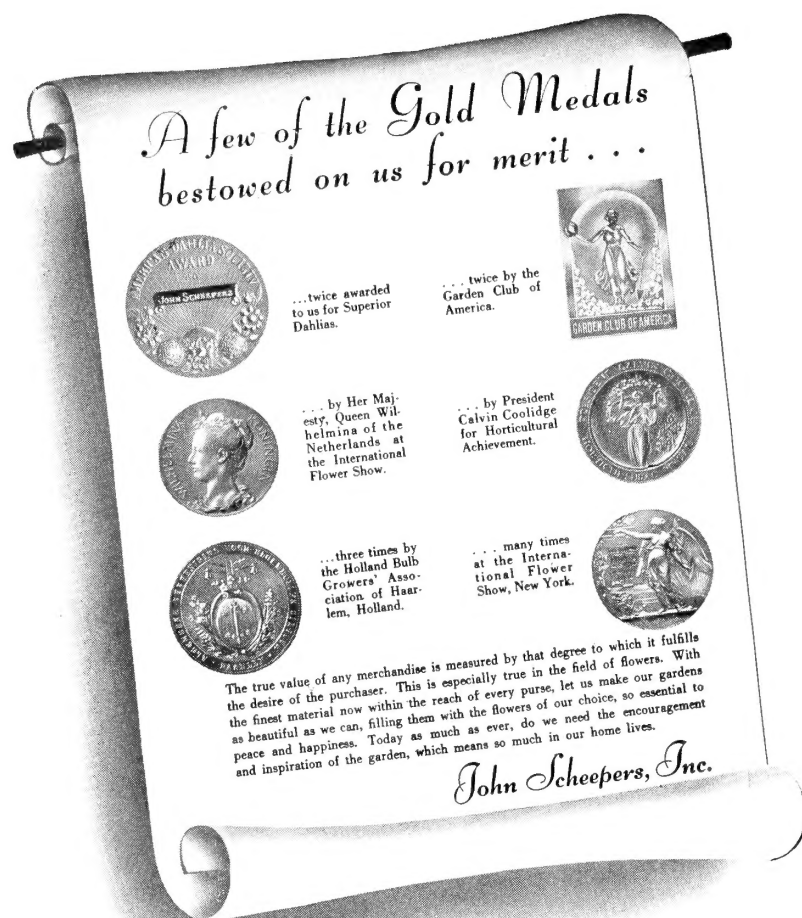 A few of the Gold Medals
bestowed on us for merit . . .
AMERICAN DAHLIA SOCIETY
AWARD
JOHN SCHEEPERS
...twice awarded
to us for Superior
Dahlias.
. . . twice by the
Garden Club of
America.
GARDEN CLUB OF AMERICA
. . . by Her Maj-
esty, Queen Wil-
helmina of the
Netherlands at
the International
Flower Show.
. . . by President
Calvin Coolidge
for Horticultural
Achievement.
...three times by
the Holland Bulb
Growers' Asso-
ciation of Haar-
lem, Holland.
. . . many times
at the Interna-
tional Flower
Show, New York.
The true value of any merchandise is measured by that degree to which it fulfills
the desire of the purchaser. This is especially true in the field of flowers. With
the finest material now within the reach of every purse, let us make our gardens
as beautiful as we can, filling them with the flowers of our choice, so essential to
peace and happiness. Today as much as ever, do we need the encouragement
and inspiration of the garden, which means so much in our home lives.
John Scheepers, Inc.